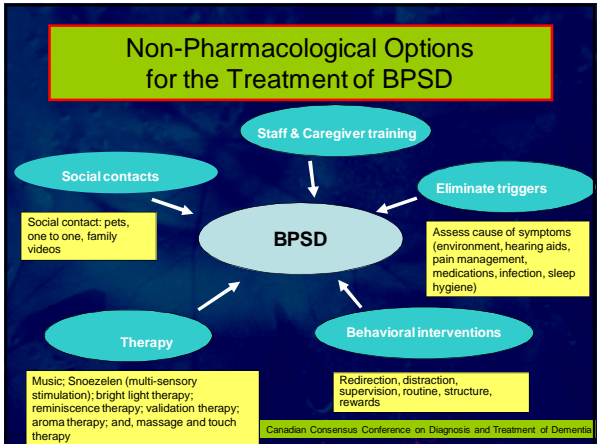 Non-Pharmacological Options
for the Treatment of BPSD
Staff & Caregiver training
Social contacts
Eliminate triggers
Social contact: pets,
one to one, family
videos
BPSD
Assess cause of symptoms
(environment, hearing aids,
pain management,
medications, infection, sleep
hygiene)
Therapy
Behavioral interventions
Music; Snoezelen (multi-sensory
stimulation); bright light therapy;
reminiscence therapy; validation therapy;
aroma therapy; and, massage and touch
therapy
Redirection, distraction,
supervision, routine, structure,
rewards
Canadian Consensus Conference on Diagnosis and Treatment of Dementia